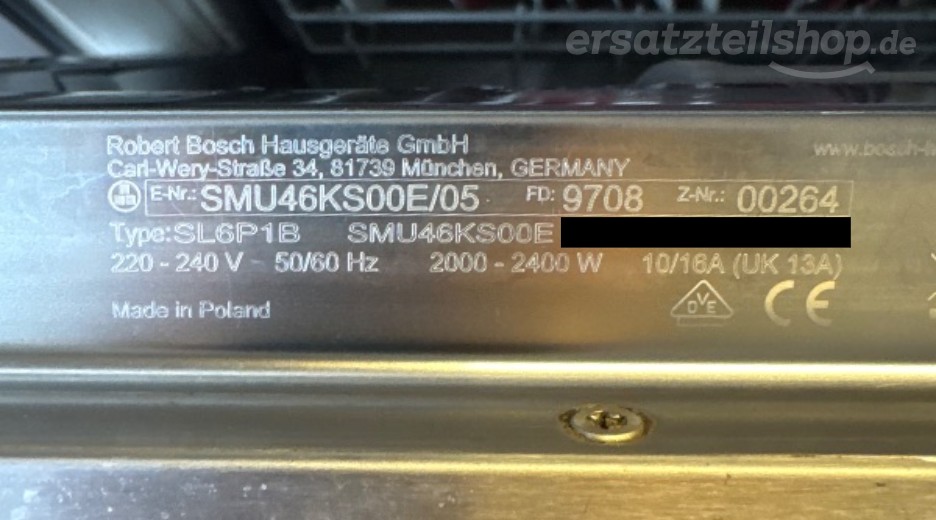 ersatzteilshop.de
Robert Bosch Hausgeräte GmbH
Carl-Wery-Straße 34, 81739 München, GERMANY
E-Nr.: SMU46KS00E/05 FD: 9708 Z-Nr.: 00264
Type: SL6P1B SMU46KS00E
220 - 240 V 50/60 Hz 2000 - 2400 W 10/16A (UK 13A)
Made in Poland
DVE CE